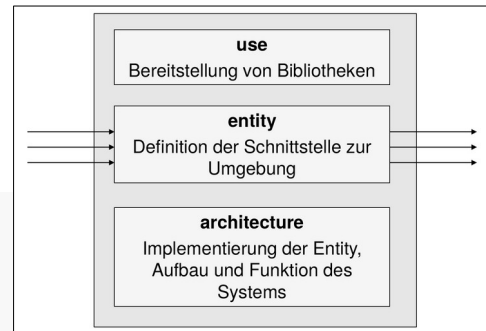 use
Bereitstellung von Bibliotheken
entity
Definition der Schnittstelle zur
Umgebung
architecture
Implementierung der Entity,
Aufbau und Funktion des
Systems